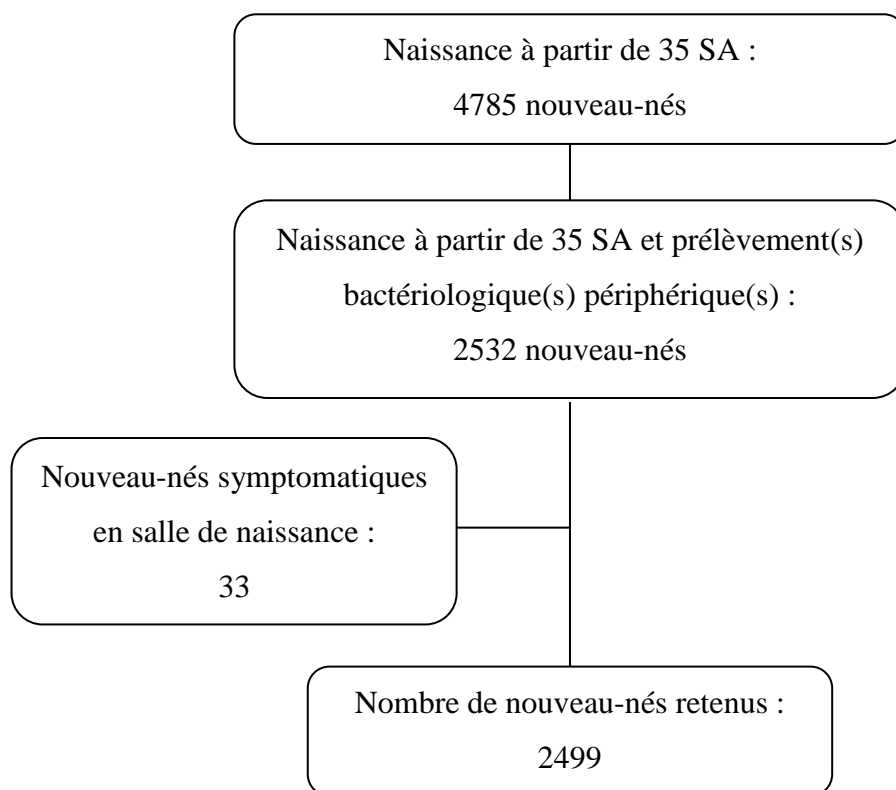 Naissance à partir de 35 SA :
4785 nouveau-nés
Naissance à partir de 35 SA et prélèvement(s)
bactériologique(s) périphérique(s) :
2532 nouveau-nés
Nouveau-nés symptomatiques
en salle de naissance :
33
Nombre de nouveau-nés retenus :
2499